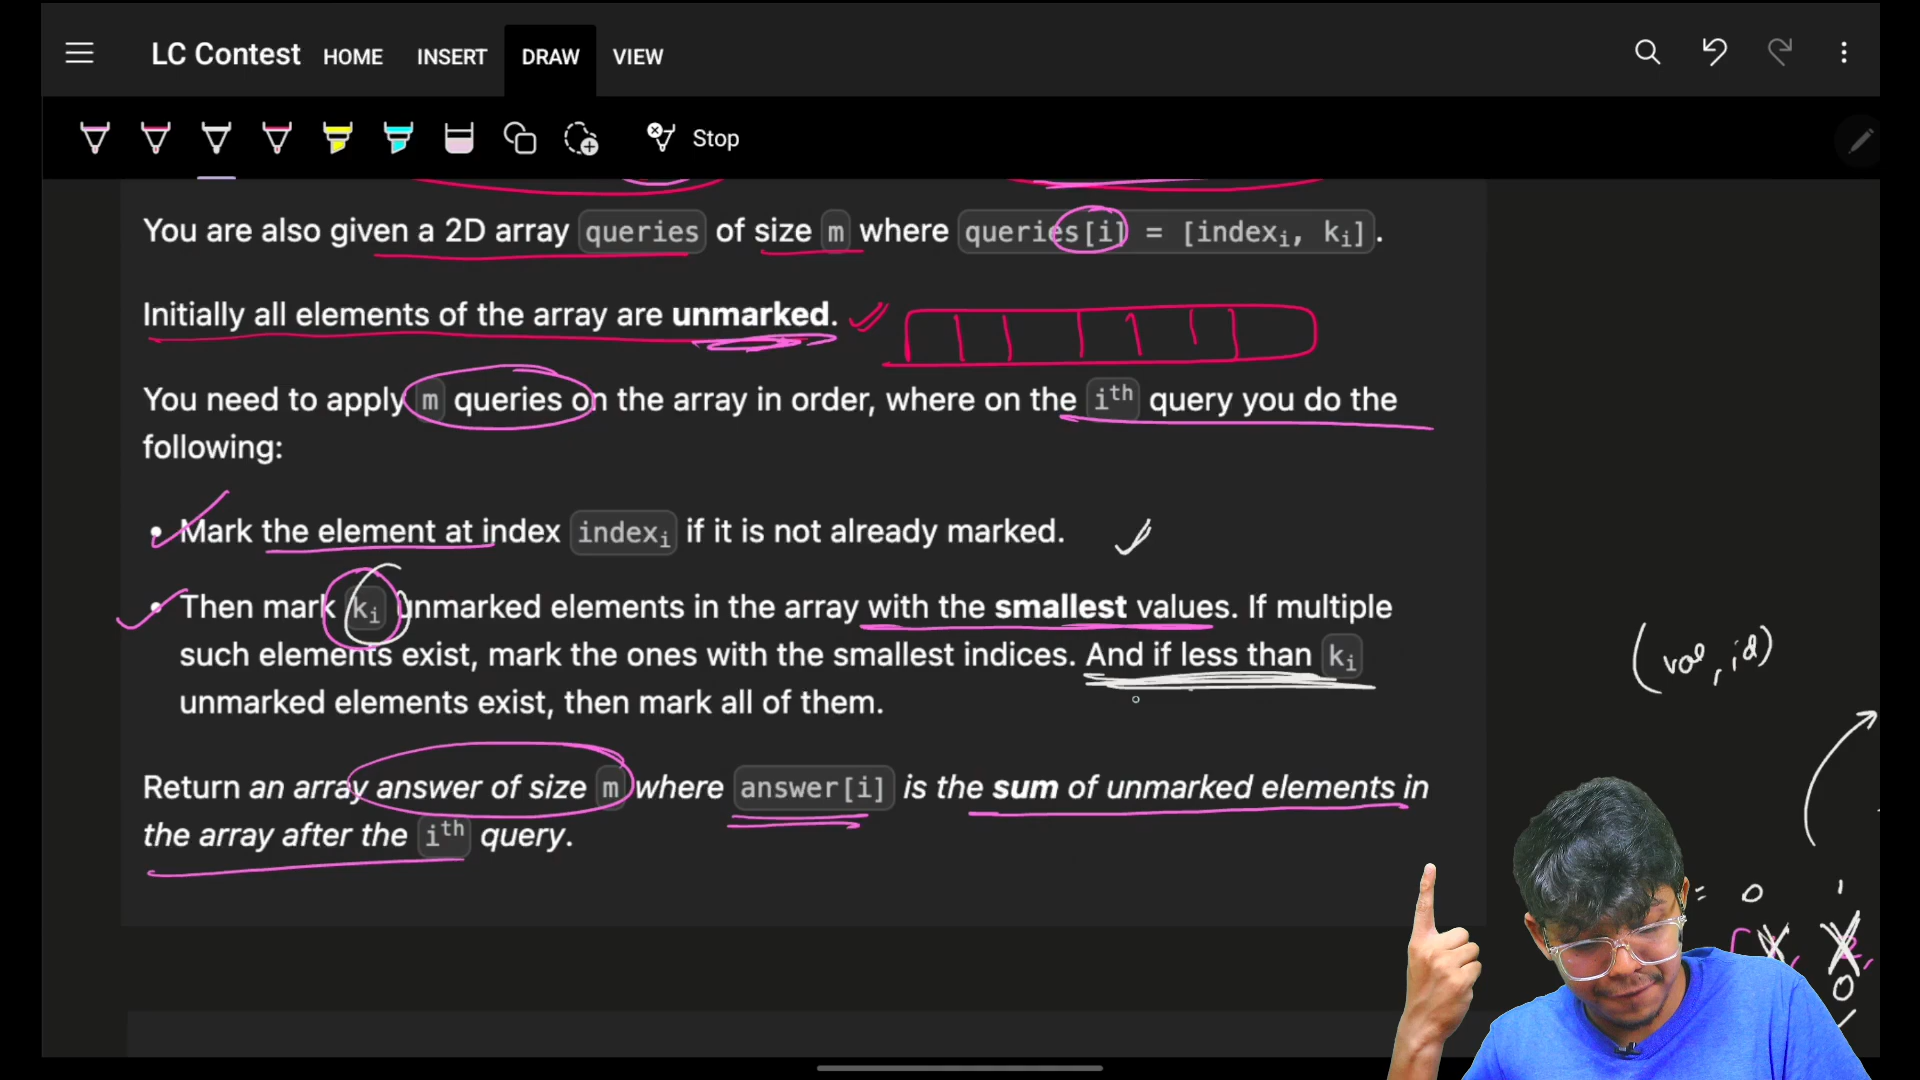 LC Contest HOME INSERT DRAW VIEW
Stop
You are also given a 2D array queries of size m where queries[i] = [indexᵢ, kᵢ].
Initially all elements of the array are unmarked.
You need to apply m queries on the array in order, where on the iᵗʰ query you do the
following:
• Mark the element at index indexᵢ if it is not already marked.
• Then mark kᵢ unmarked elements in the array with the smallest values. If multiple
such elements exist, mark the ones with the smallest indices. And if less than kᵢ
unmarked elements exist, then mark all of them.
(val, id)
Return an array answer of size m where answer[i] is the sum of unmarked elements in
the array after the iᵗʰ query.
= 0 1
0